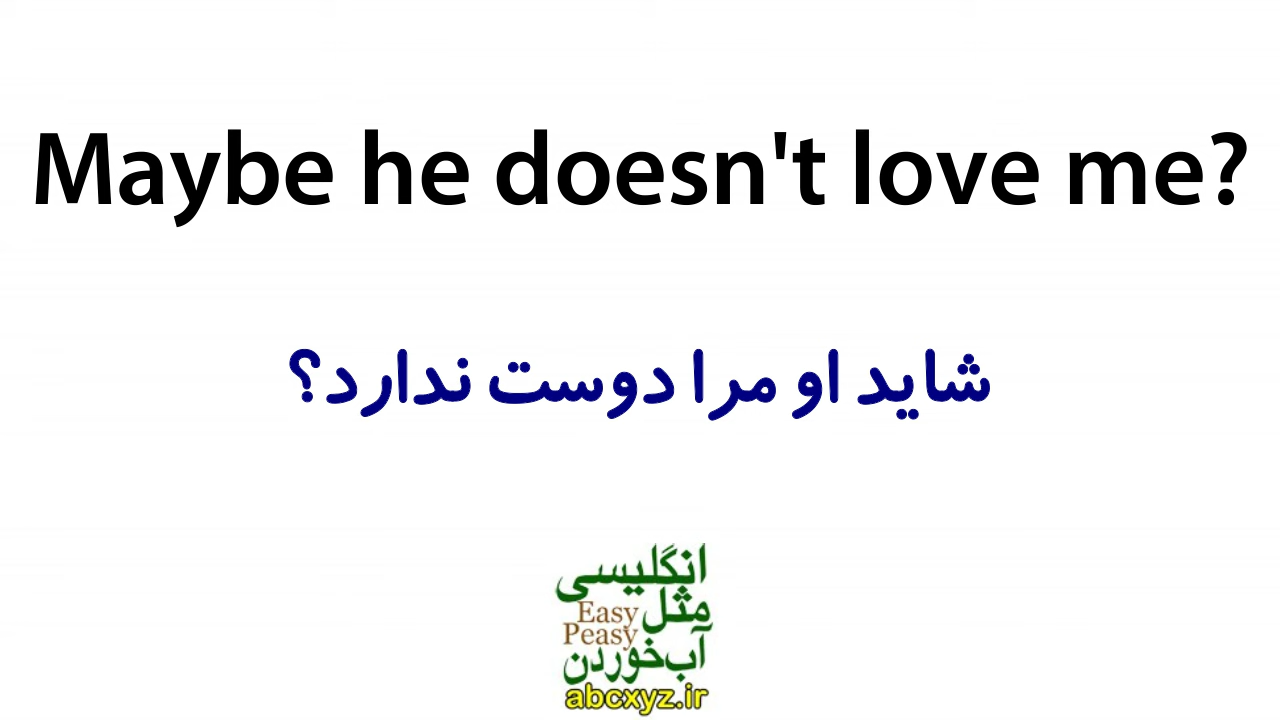 Maybe he doesn't love me?
شاید او مرا دوست ندارد؟
انگلیسی
مثل Easy
Peasy
آب‌خوردن
abcxyz.ir